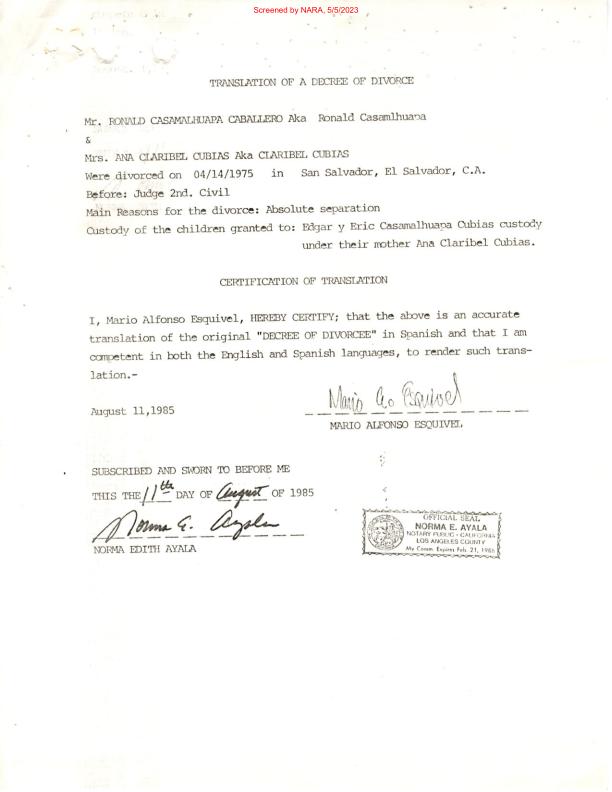 Screened by NARA, 5/5/2023
TRANSLATION OF A DECREE OF DIVORCE
Mr. RONALD CASAMALHUAPA CABALLERO Aka Ronald Casamlhuapa
&
Mrs. ANA CLARIBEL CUBIAS Aka CLARIBEL CUBIAS
Were divorced on 04/14/1975 in San Salvador, El Salvador, C.A.
Before: Judge 2nd. Civil
Main Reasons for the divorce: Absolute separation
Custody of the children granted to: Edgar y Eric Casamalhuapa Cubias custody
under their mother Ana Claribel Cubias.
CERTIFICATION OF TRANSLATION
I, Mario Alfonso Esquivel, HEREBY CERTIFY; that the above is an accurate
translation of the original "DECREE OF DIVORCEE" in Spanish and that I am
competent in both the English and Spanish languages, to render such trans-
lation.-
Mario Ao Esquivel
August 11,1985
MARIO ALFONSO ESQUIVEL
SUBSCRIBED AND SWORN TO BEFORE ME
THIS THE 11th DAY OF August OF 1985
Norma E. Ayala
NORMA EDITH AYALA
OFFICIAL SEAL
NORMA E. AYALA
NOTARY PUBLIC - CALIFORNIA
LOS ANGELES COUNTY
My Comm. Expires Feb. 21, 1986